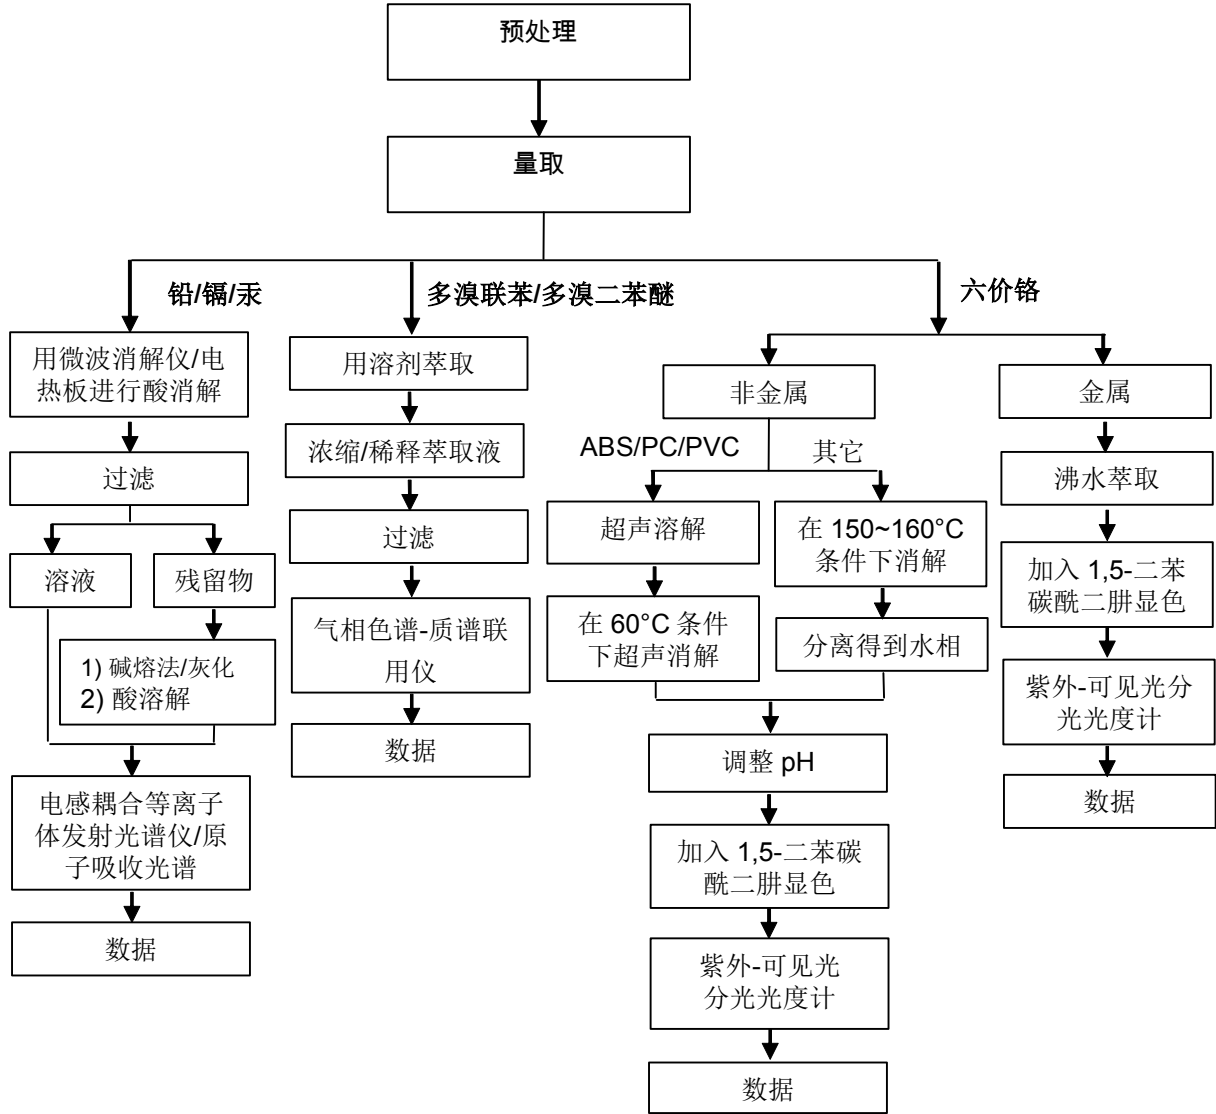 预处理
量取
铅/镉/汞
多溴联苯/多溴二苯醚
六价铬
用微波消解仪/电
热板进行酸消解
过滤
溶液
残留物
1) 碱熔法/灰化
2) 酸溶解
电感耦合等离子
体发射光谱仪/原
子吸收光谱
数据
用溶剂萃取
浓缩/稀释萃取液
过滤
气相色谱-质谱联
用仪
数据
非金属
ABS/PC/PVC
其它
超声溶解
在 60°C 条件
下超声消解
在 150~160°C
条件下消解
分离得到水相
调整 pH
加入 1,5-二苯碳
酰二肼显色
紫外-可见光
分光光度计
数据
金属
沸水萃取
加入 1,5-二苯
碳酰二肼显色
紫外-可见光分
光光度计
数据